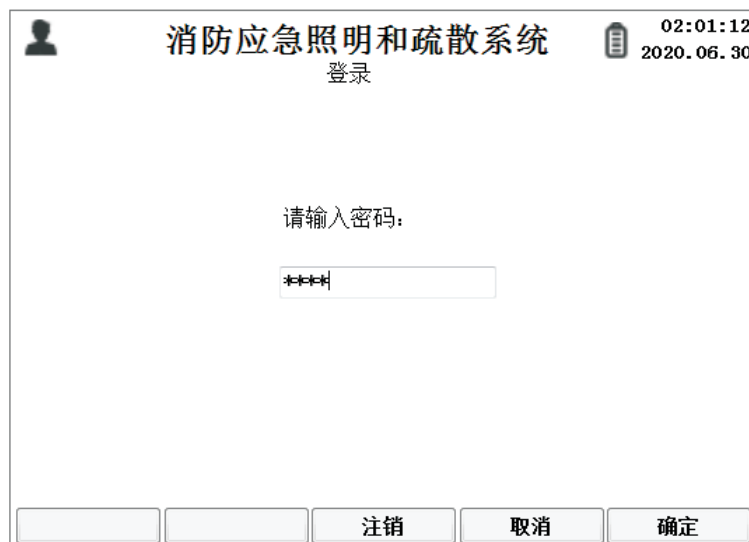 消防应急照明和疏散系统
02:01:12
2020.06.30
登录
请输入密码：
****
注销
取消
确定